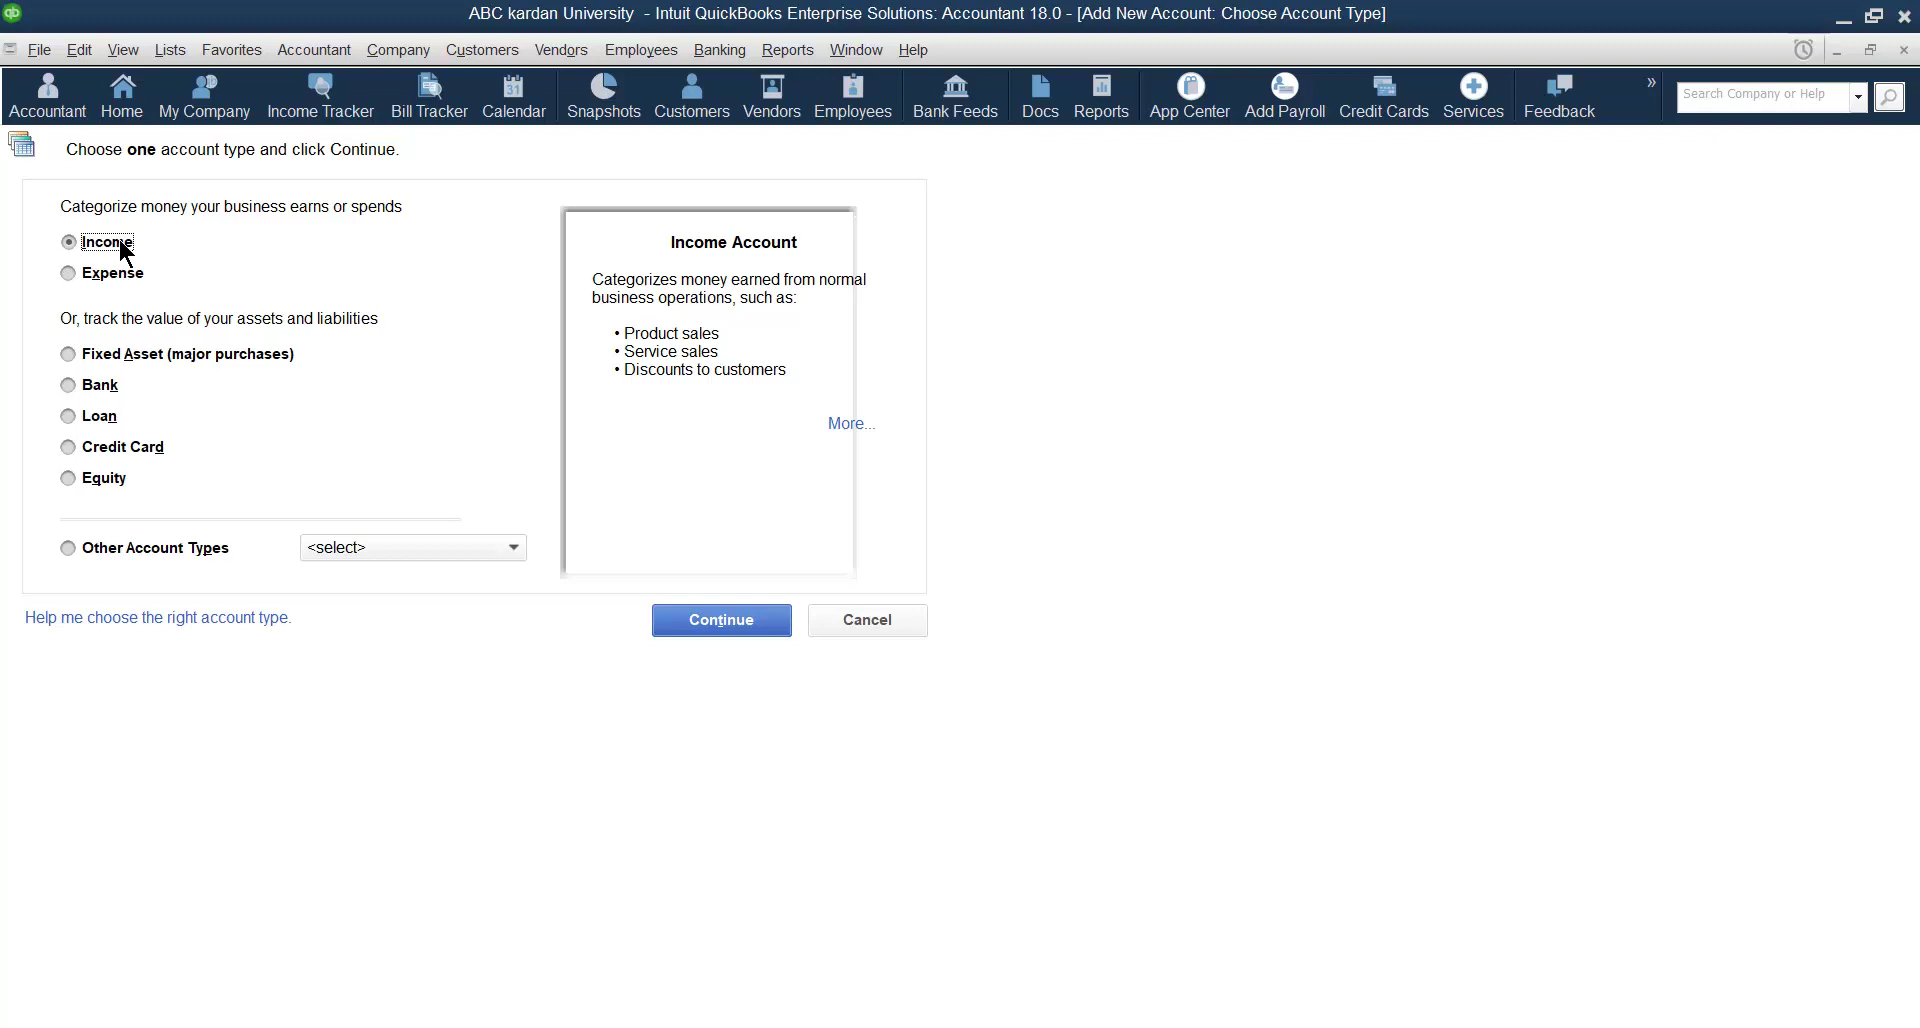 ABC kardan University - Intuit QuickBooks Enterprise Solutions: Accountant 18.0 - [Add New Account: Choose Account Type]
File Edit View Lists Favorites Accountant Company Customers Vendors Employees Banking Reports Window Help
Accountant Home My Company Income Tracker Bill Tracker Calendar Snapshots Customers Vendors Employees Bank Feeds Docs Reports App Center Add Payroll Credit Cards Services Feedback » Search Company or Help
Choose one account type and click Continue.
Categorize money your business earns or spends
Income
Expense
Or, track the value of your assets and liabilities
Fixed Asset (major purchases)
Bank
Loan
Credit Card
Equity
Other Account Types <select>
Income Account
Categorizes money earned from normal
business operations, such as:
• Product sales
• Service sales
• Discounts to customers
More...
Help me choose the right account type.
Continue Cancel